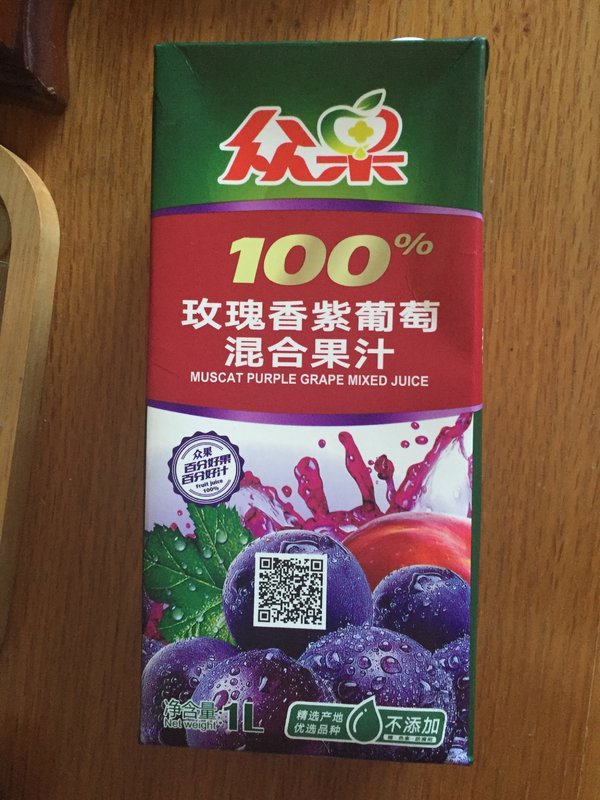 众果
100%
玫瑰香紫葡萄
混合果汁
MUSCAT PURPLE GRAPE MIXED JUICE
众果
百分好果
百分好汁
Fruit juice
100%
净含量:
Net weight: 1L
精选产地
优选品种
不添加